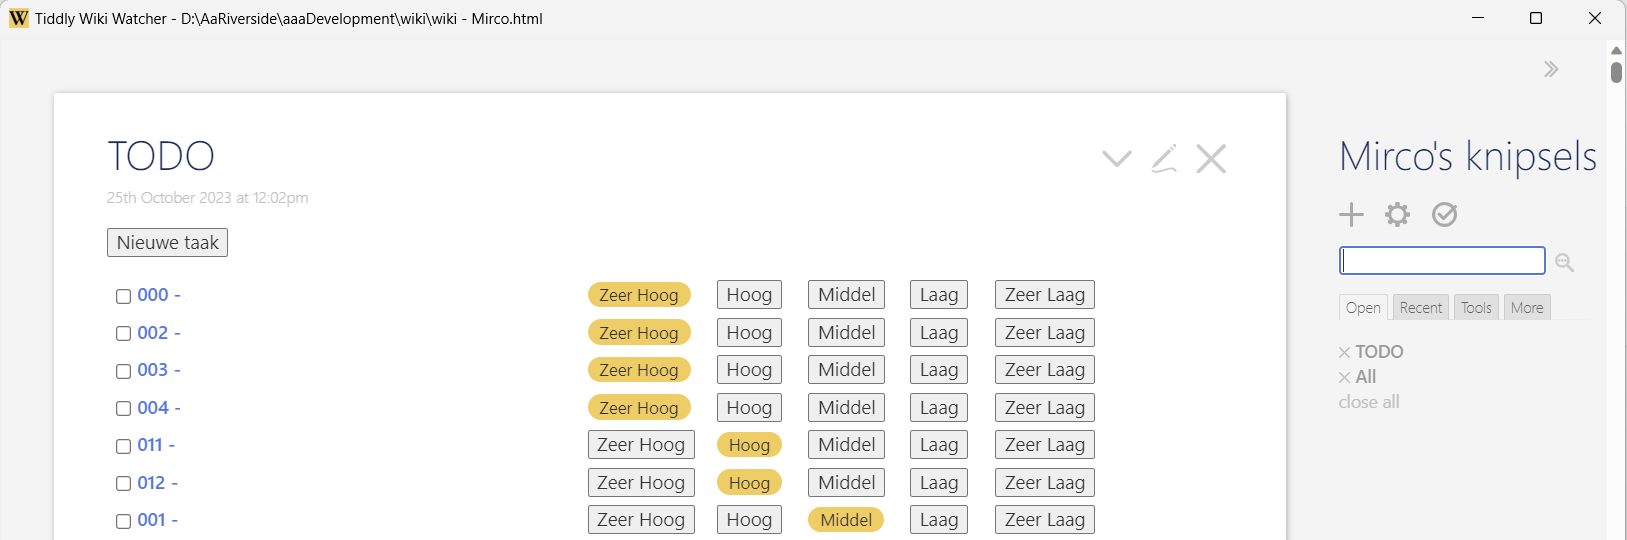 Tiddly Wiki Watcher - D:\AaRiverside\aaaDevelopment\wiki\wiki - Mirco.html
TODO
25th October 2023 at 12:02pm
Nieuwe taak
000 - Zeer Hoog Hoog Middel Laag Zeer Laag
002 - Zeer Hoog Hoog Middel Laag Zeer Laag
003 - Zeer Hoog Hoog Middel Laag Zeer Laag
004 - Zeer Hoog Hoog Middel Laag Zeer Laag
011 - Zeer Hoog Hoog Middel Laag Zeer Laag
012 - Zeer Hoog Hoog Middel Laag Zeer Laag
001 - Zeer Hoog Hoog Middel Laag Zeer Laag
Mirco's knipsels
Open Recent Tools More
TODO
All
close all